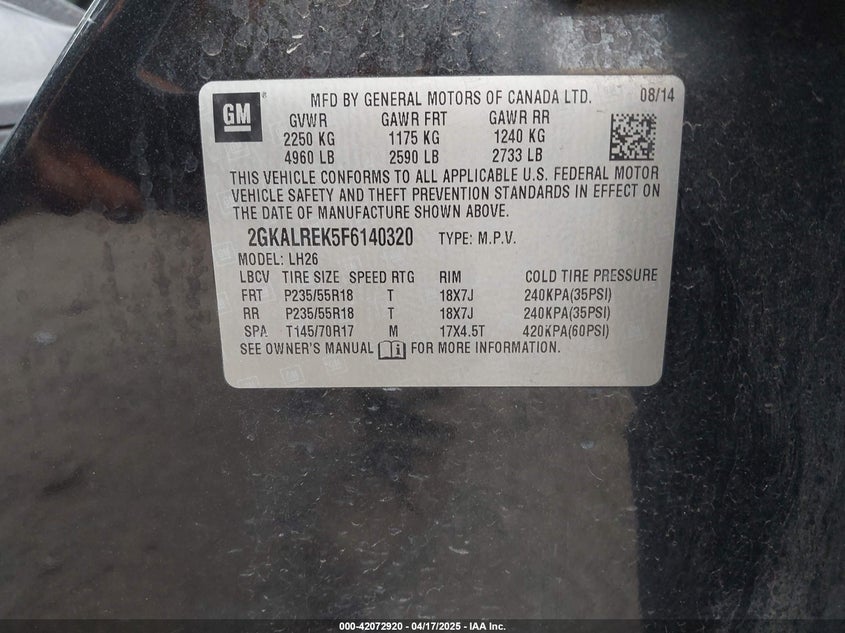 GM ® MFD BY GENERAL MOTORS OF CANADA LTD. 08/14
GVWR GAWR FRT GAWR RR
2250 KG 1175 KG 1240 KG
4960 LB 2590 LB 2733 LB
THIS VEHICLE CONFORMS TO ALL APPLICABLE U.S. FEDERAL MOTOR
VEHICLE SAFETY AND THEFT PREVENTION STANDARDS IN EFFECT ON
THE DATE OF MANUFACTURE SHOWN ABOVE.
2GKALREK5F6140320 TYPE: M.P.V.
MODEL: LH26
LBCV TIRE SIZE SPEED RTG RIM COLD TIRE PRESSURE
FRT P235/55R18 T 18X7J 240KPA(35PSI)
RR P235/55R18 T 18X7J 240KPA(35PSI)
SPA T145/70R17 M 17X4.5T 420KPA(60PSI)
SEE OWNER'S MANUAL i FOR MORE INFORMATION.
000-42072920 - 04/17/2025 - IAA Inc.